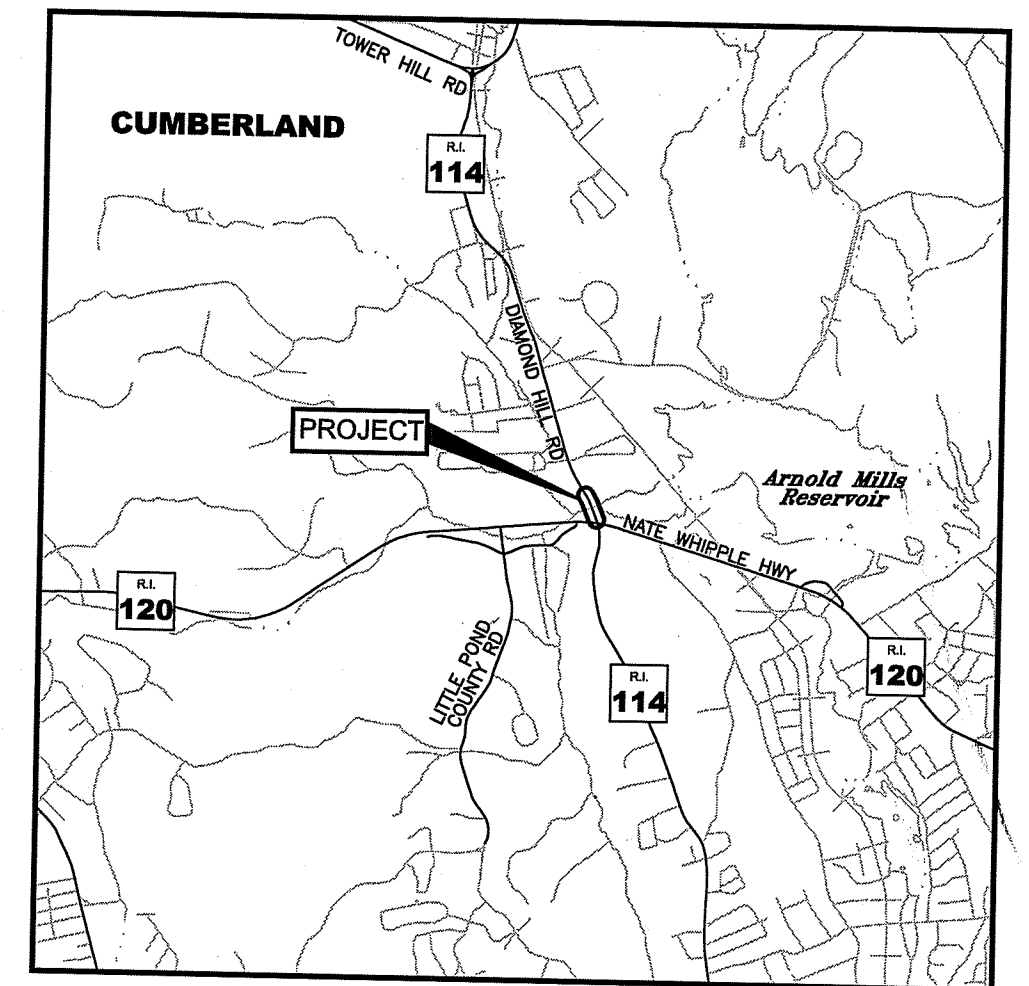 TOWER HILL RD
CUMBERLAND
R.I.
114
DIAMOND HILL RD
PROJECT
Arnold Mills
Reservoir
NATE WHIPPLE HWY
R.I.
120
LITTLE POND
COUNTY RD
R.I.
114
R.I.
120